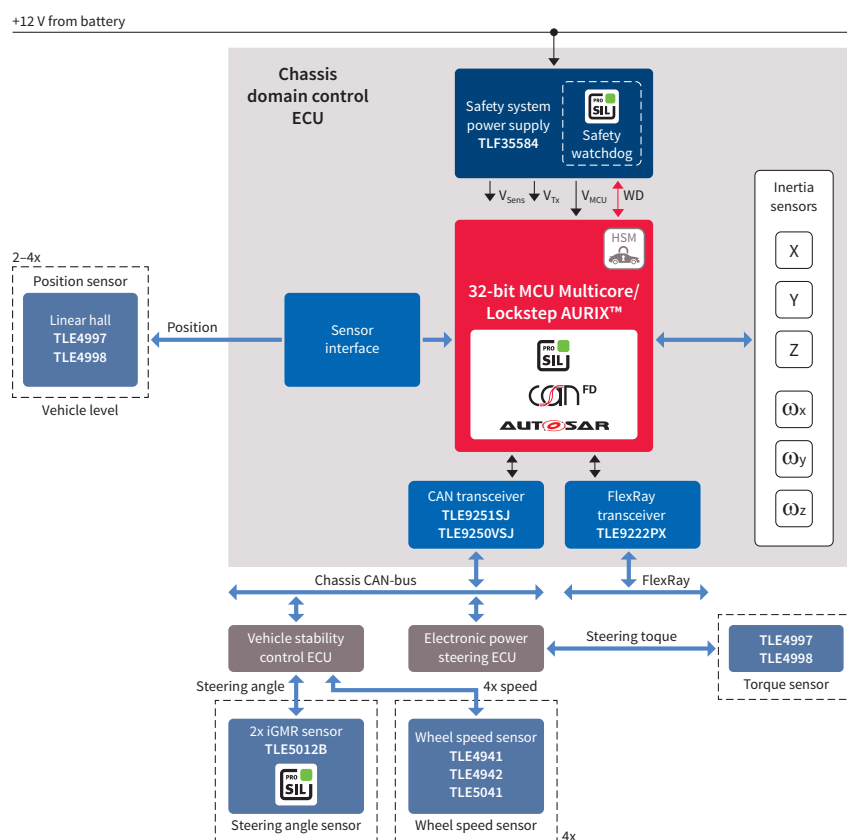 +12 V from battery
Chassis
domain control
ECU
Safety system
power supply
TLF35584
PRO
SIL
Safety
watchdog
VSens
VTx
VMCU
WD
HSM
32-bit MCU Multicore/
Lockstep AURIX™
PRO
SIL
CAN FD
AUTOSAR
Inertia
sensors
X
Y
Z
ωx
ωy
ωz
2–4x
Position sensor
Linear hall
TLE4997
TLE4998
Vehicle level
Position
Sensor
interface
CAN transceiver
TLE9251SJ
TLE9250VSJ
FlexRay
transceiver
TLE9222PX
Chassis CAN-bus
FlexRay
Vehicle stability
control ECU
Electronic power
steering ECU
Steering toque
TLE4997
TLE4998
Torque sensor
Steering angle
4x speed
2x iGMR sensor
TLE5012B
PRO
SIL
Steering angle sensor
Wheel speed sensor
TLE4941
TLE4942
TLE5041
Wheel speed sensor
4x